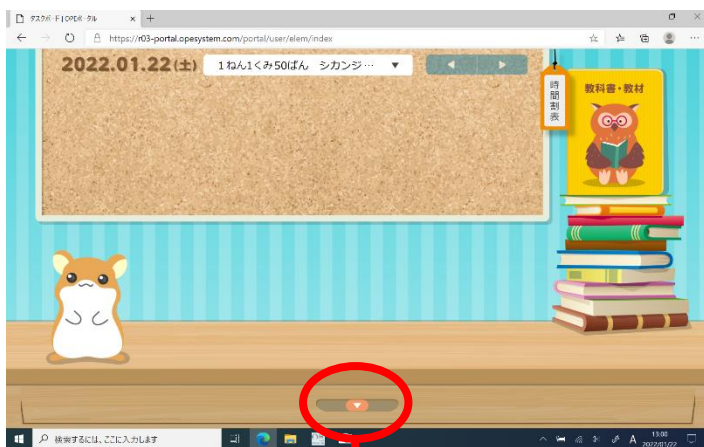 タスクボード | OPEポータル
https://r03-portal.opesystem.com/portal/user/elem/index
2022.01.22(土)
1ねん1くみ50ばん シカンジ…
時間割表
教科書・教材
検索するには、ここに入力します
A
13:00
2022/01/22